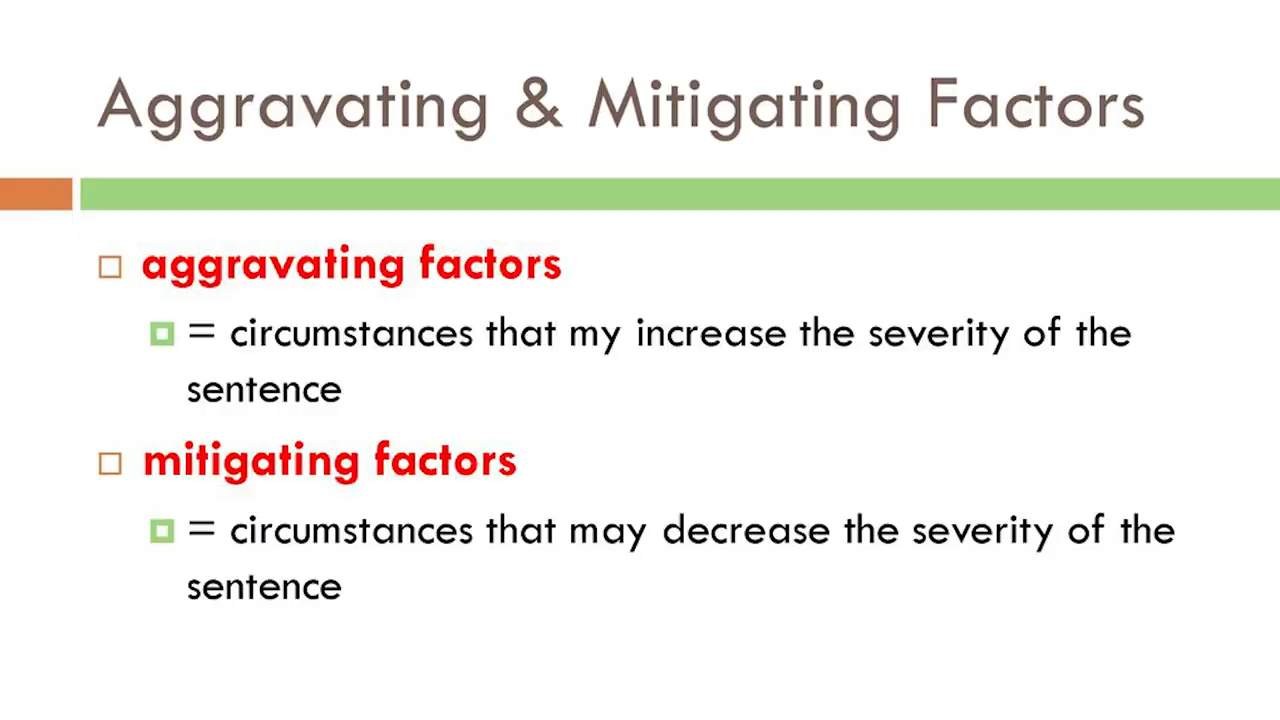 Aggravating & Mitigating Factors
aggravating factors
= circumstances that my increase the severity of the
sentence
mitigating factors
= circumstances that may decrease the severity of the
sentence